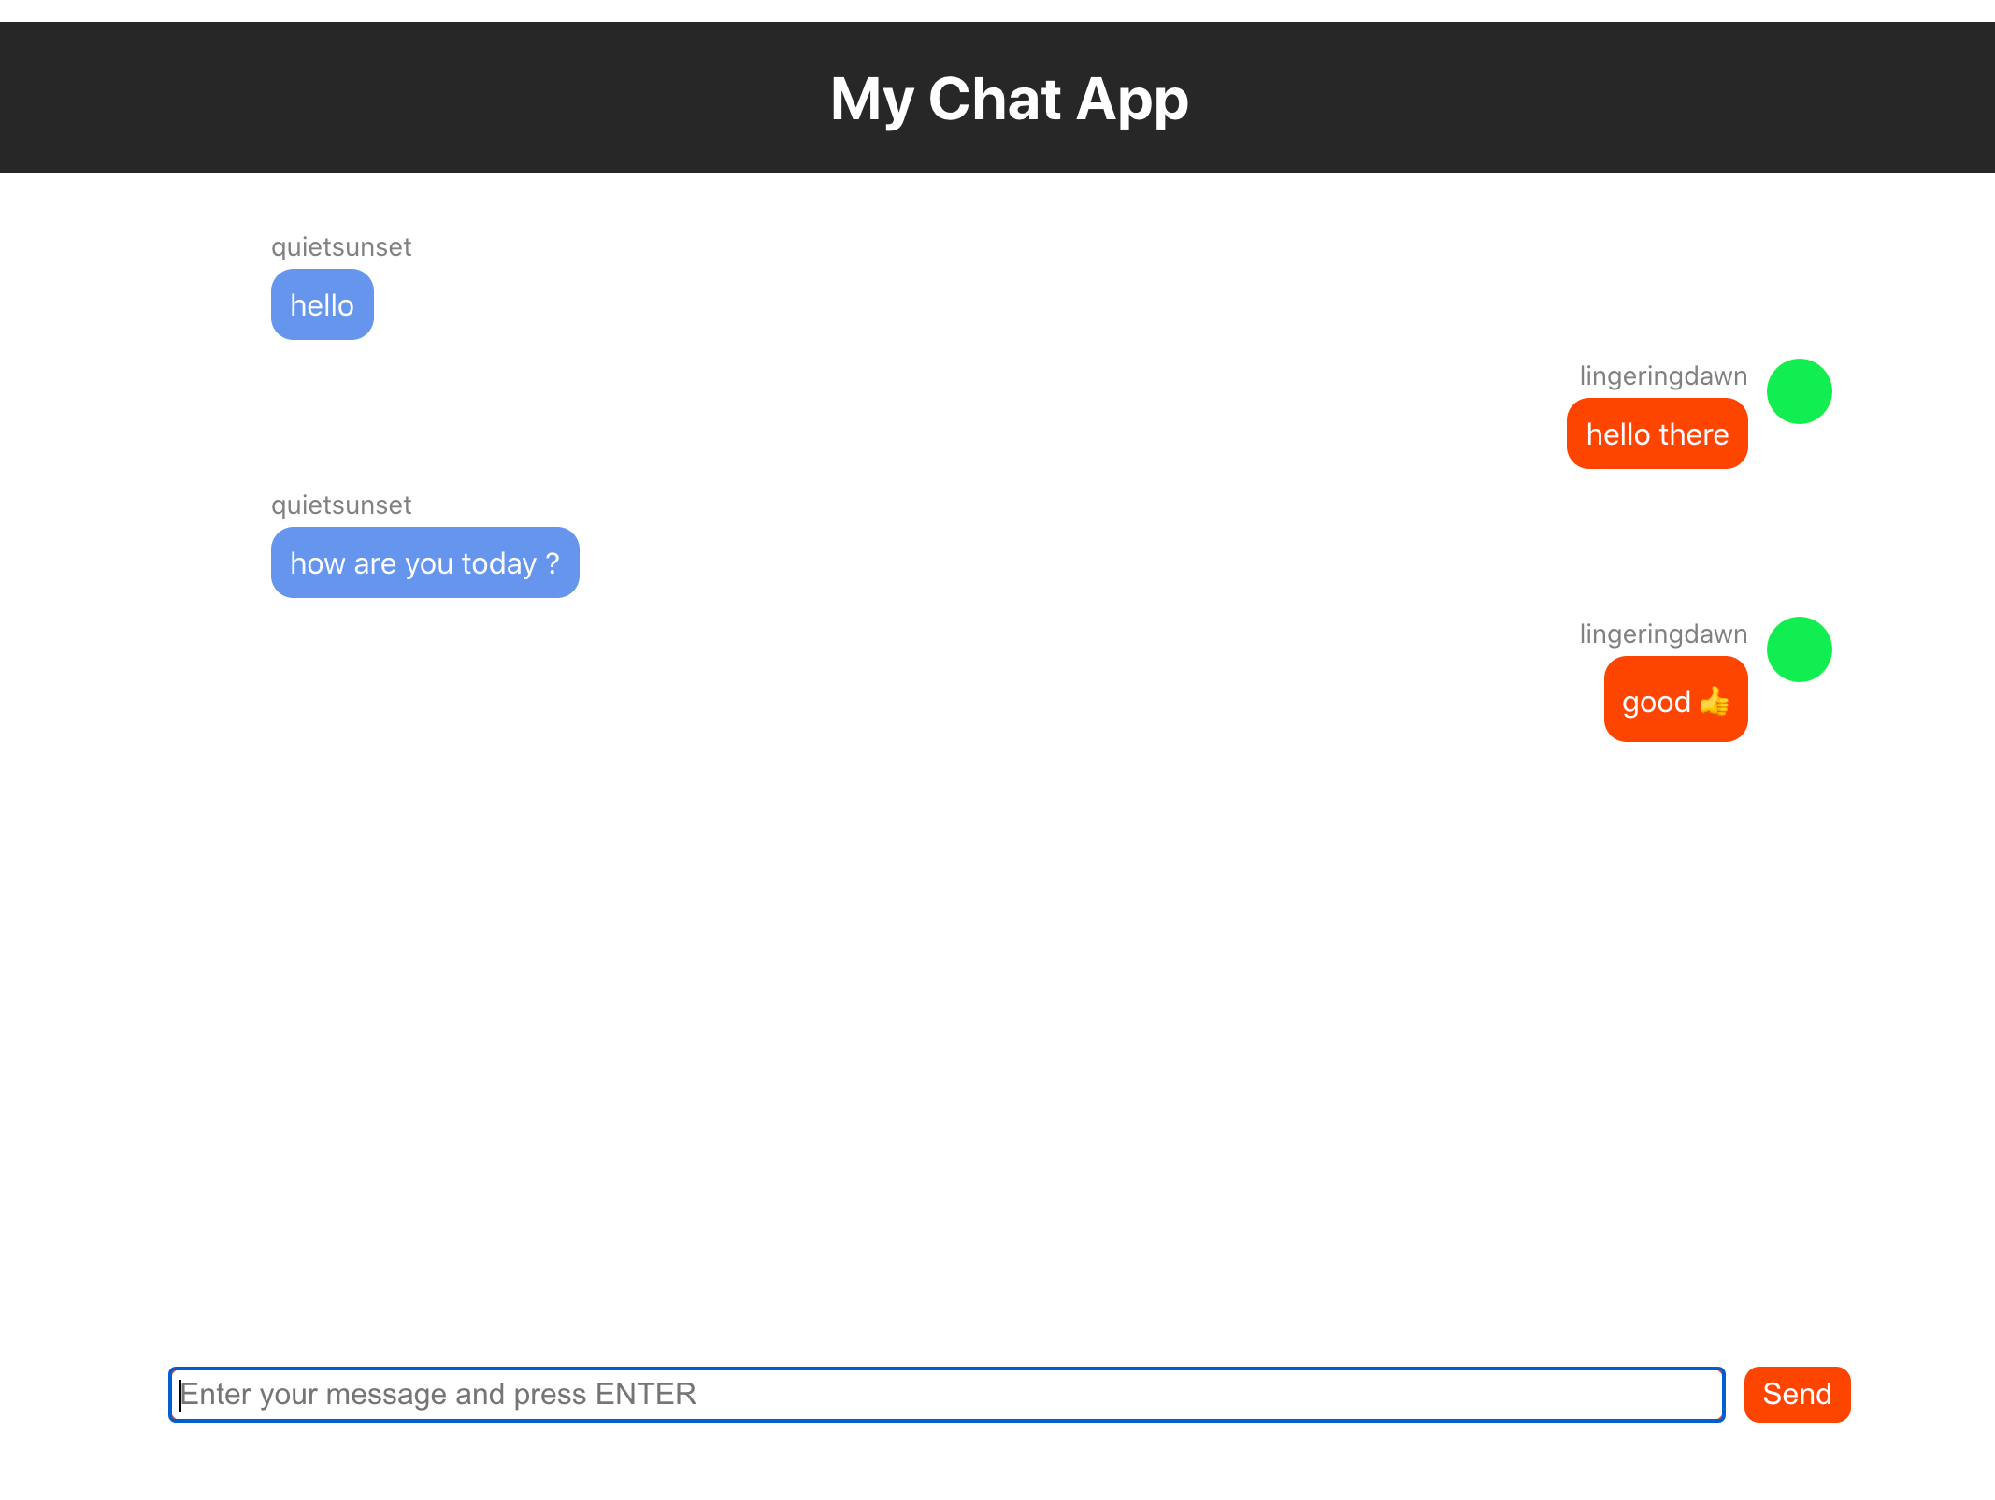 My Chat App
quietsunset
hello
lingeringdawn
hello there
quietsunset
how are you today ?
lingeringdawn
good 👍
Enter your message and press ENTER
Send